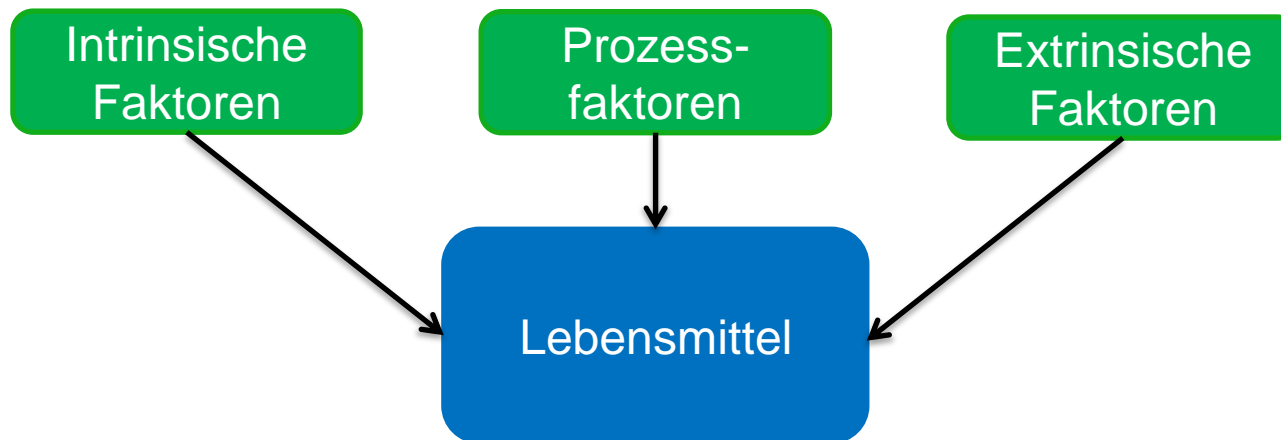 Intrinsische
Faktoren
Prozess-
faktoren
Extrinsische
Faktoren
Lebensmittel